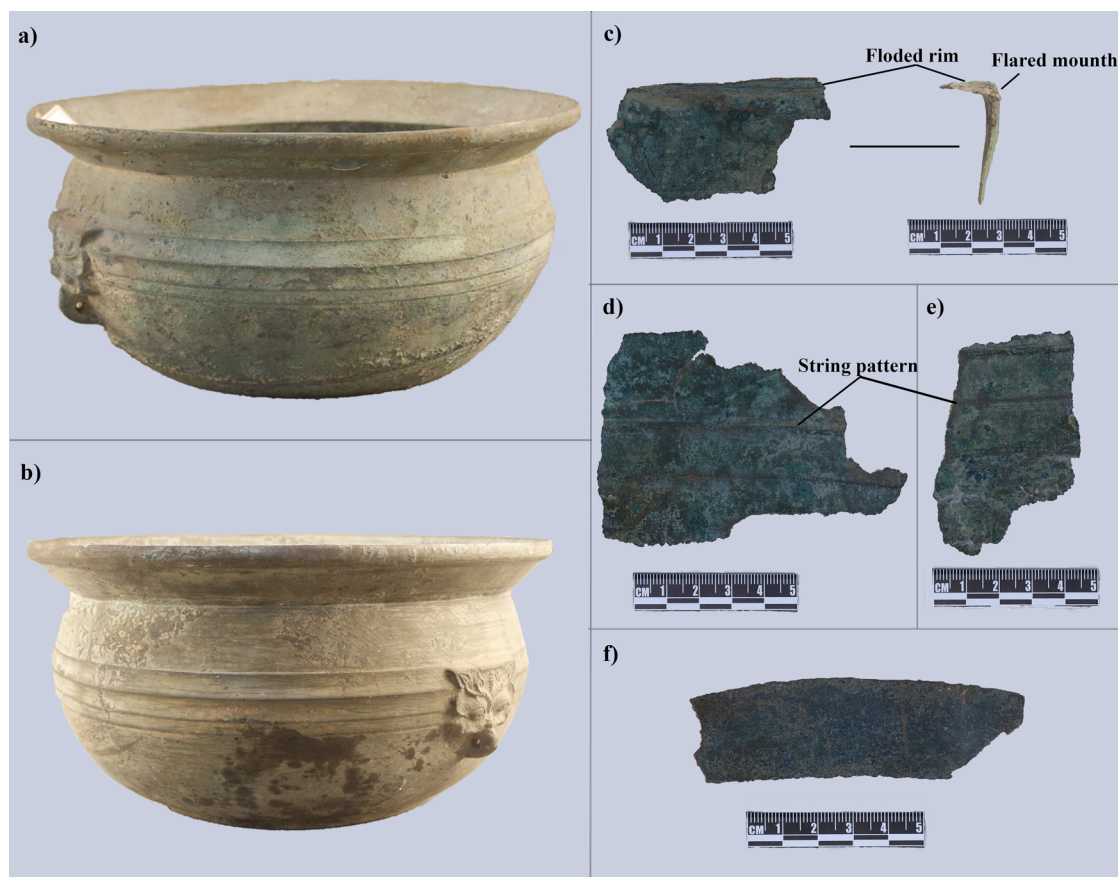 a)
b)
c)
Floded rim
Flared mounth
CM 1 2 3 4 5
CM 1 2 3 4 5
d)
e)
String pattern
CM 1 2 3 4 5
CM 1 2 3 4 5
f)
CM 1 2 3 4 5